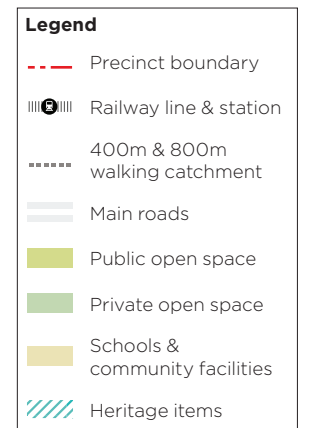 Legend
Precinct boundary
Railway line & station
400m & 800m
walking catchment
Main roads
Public open space
Private open space
Schools &
community facilities
Heritage items